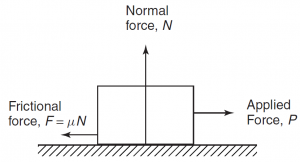 Normal
force, N
Frictional
force, F = μN
Applied
Force, P